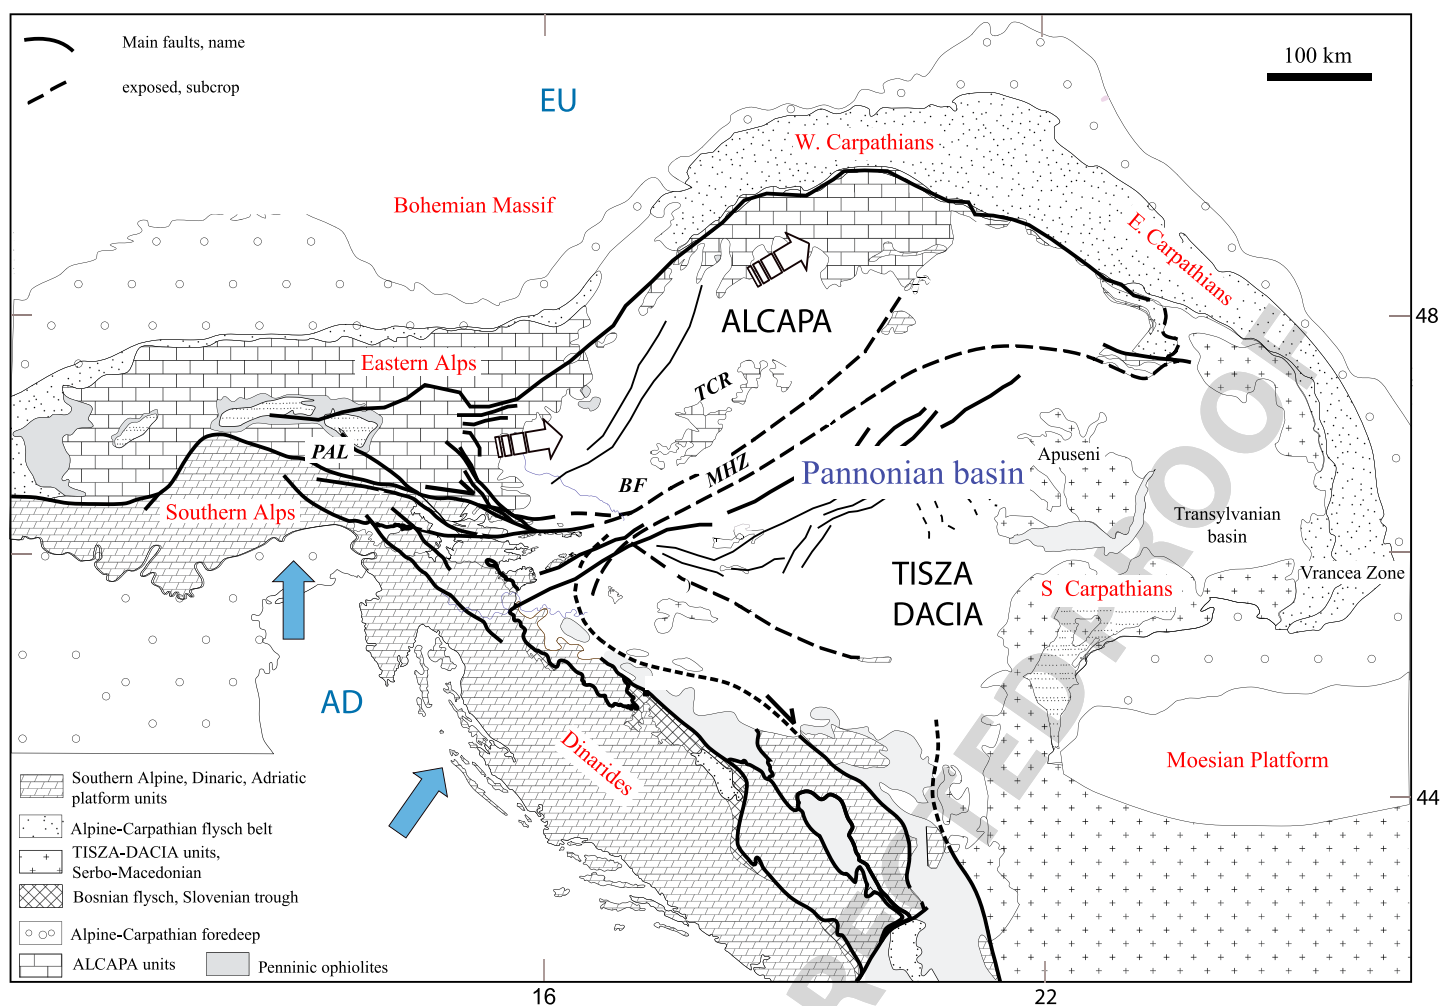 Main faults, name
exposed, subcrop
100 km
EU
W. Carpathians
Bohemian Massif
E. Carpathians
ALCAPA
48
Eastern Alps
TCR
PAL
MHZ
BF
Pannonian basin
Apuseni
Southern Alps
Transylvanian
basin
TISZA
DACIA
Vrancea Zone
S Carpathians
AD
Dinarides
Moesian Platform
44
Southern Alpine, Dinaric, Adriatic
platform units
Alpine-Carpathian flysch belt
TISZA-DACIA units,
Serbo-Macedonian
Bosnian flysch, Slovenian trough
Alpine-Carpathian foredeep
ALCAPA units
Penninic ophiolites
16
22